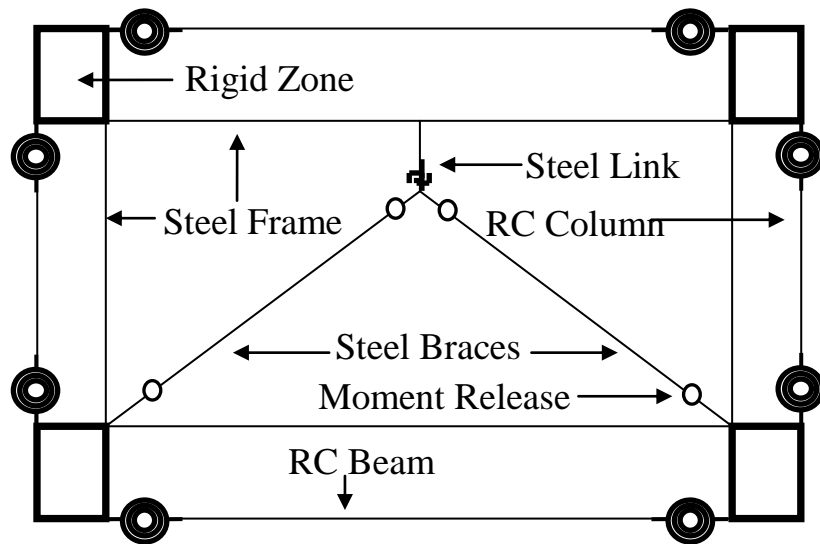 Rigid Zone
Steel Link
Steel Frame
RC Column
Steel Braces
Moment Release
RC Beam